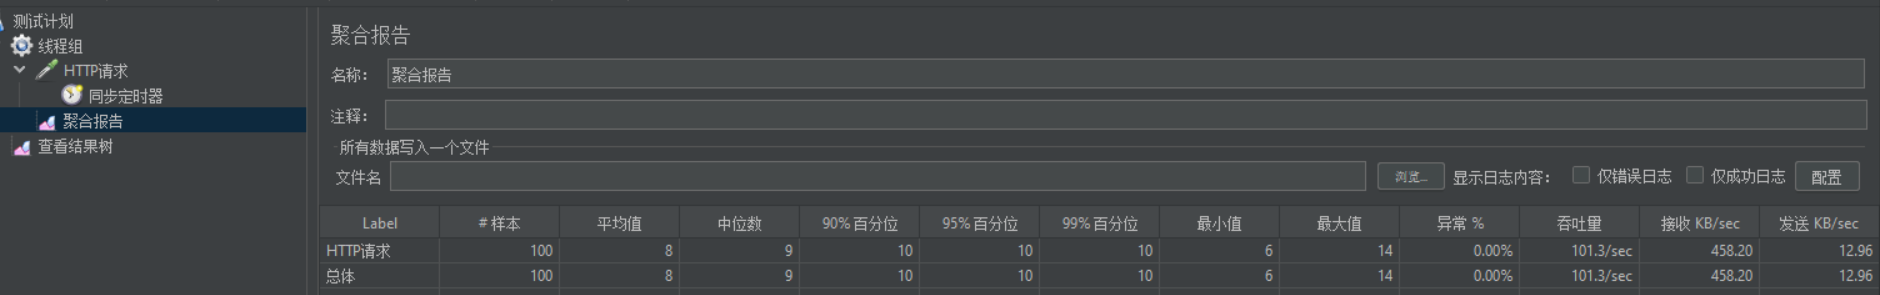 测试计划
线程组
HTTP请求
同步定时器
聚合报告
查看结果树
聚合报告
名称: 聚合报告
注释:
所有数据写入一个文件
文件名 浏览... 显示日志内容: 仅错误日志 仅成功日志 配置
Label # 样本 平均值 中位数 90% 百分位 95% 百分位 99% 百分位 最小值 最大值 异常 % 吞吐量 接收 KB/sec 发送 KB/sec
HTTP请求 100 8 9 10 10 10 6 14 0.00% 101.3/sec 458.20 12.96
总体 100 8 9 10 10 10 6 14 0.00% 101.3/sec 458.20 12.96